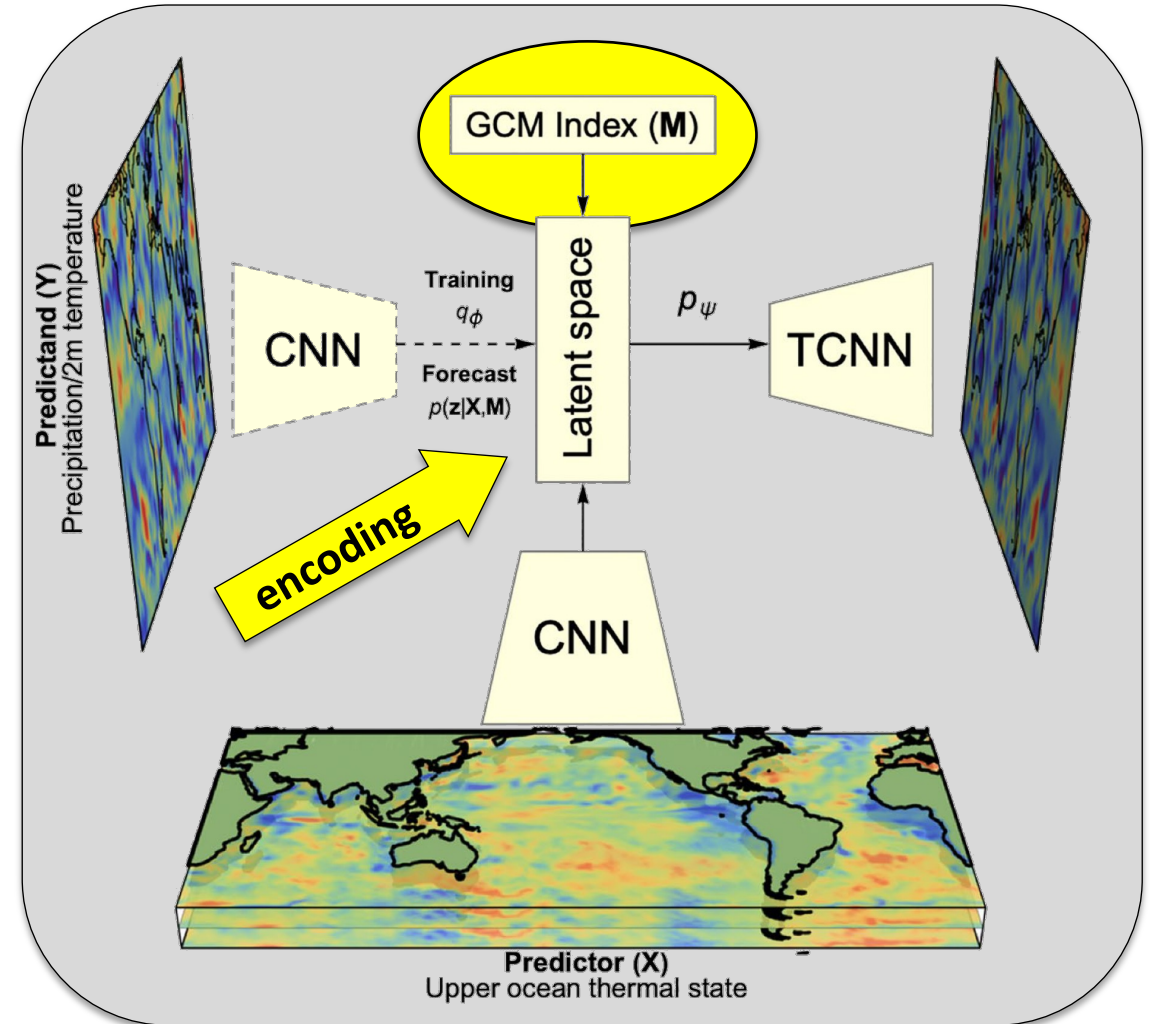 GCM Index (M)
Predictand (Y)
Precipitation/2m temperature
CNN
Training
qϕ
Forecast
p(z|X,M)
Latent space
pψ
TCNN
encoding
CNN
Predictor (X)
Upper ocean thermal state